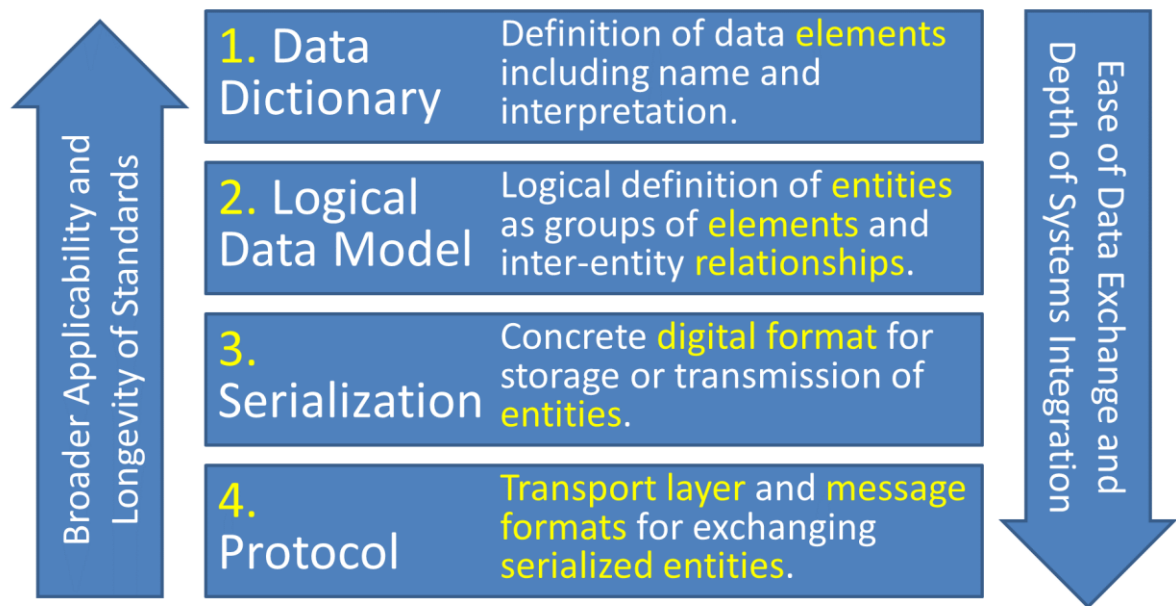 Broader Applicability and
Longevity of Standards
1. Data
Dictionary
Definition of data elements
including name and
interpretation.
2. Logical
Data Model
Logical definition of entities
as groups of elements and
inter-entity relationships.
3.
Serialization
Concrete digital format for
storage or transmission of
entities.
4.
Protocol
Transport layer and message
formats for exchanging
serialized entities.
Ease of Data Exchange and
Depth of Systems Integration